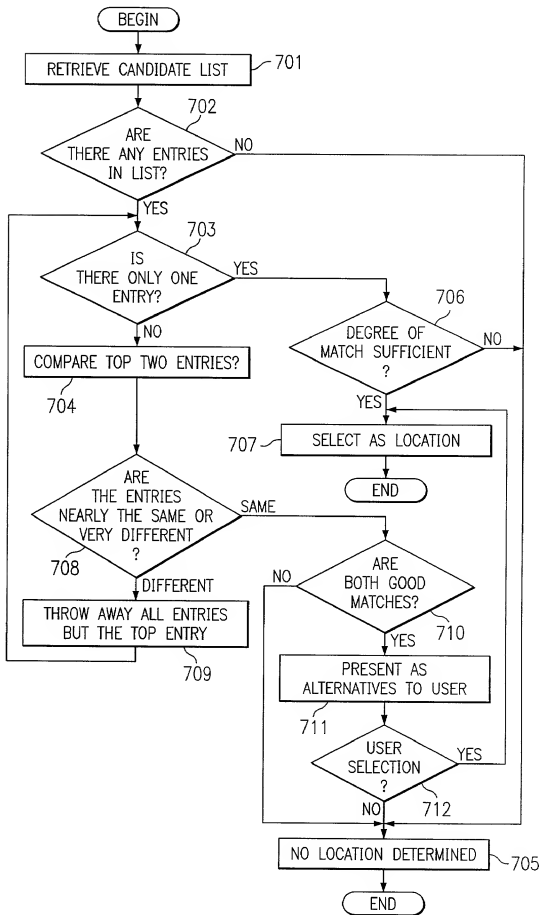 BEGIN
RETRIEVE CANDIDATE LIST
701
702
ARE
THERE ANY ENTRIES
IN LIST?
NO
YES
703
IS
THERE ONLY ONE
ENTRY?
YES
NO
706
DEGREE OF
MATCH SUFFICIENT
?
NO
YES
COMPARE TOP TWO ENTRIES?
704
707
SELECT AS LOCATION
END
ARE
THE ENTRIES
NEARLY THE SAME OR
VERY DIFFERENT
?
708
SAME
DIFFERENT
THROW AWAY ALL ENTRIES
BUT THE TOP ENTRY
709
ARE
BOTH GOOD
MATCHES?
NO
710
YES
PRESENT AS
ALTERNATIVES TO USER
711
USER
SELECTION
?
YES
712
NO
NO LOCATION DETERMINED
705
END